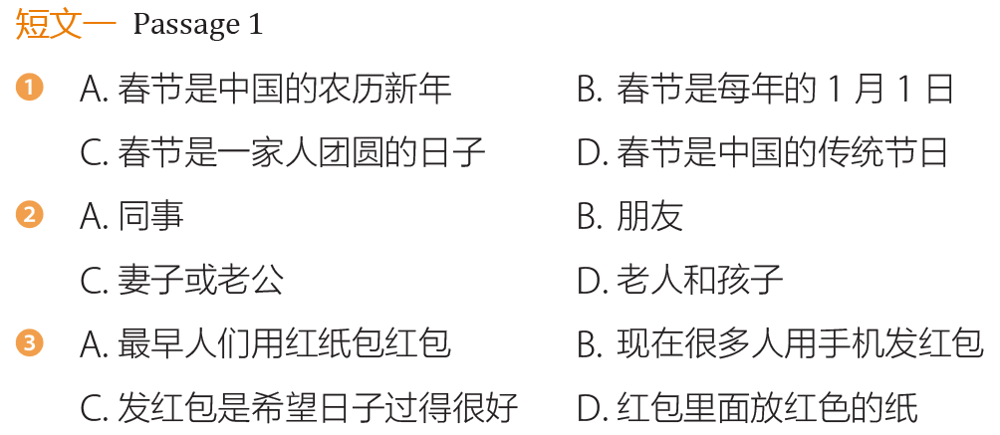 短文一 Passage 1
1 A. 春节是中国的农历新年 B. 春节是每年的 1 月 1 日
C. 春节是一家人团圆的日子 D. 春节是中国的传统节日
2 A. 同事 B. 朋友
C. 妻子或老公 D. 老人和孩子
3 A. 最早人们用红纸包红包 B. 现在很多人用手机发红包
C. 发红包是希望日子过得很好 D. 红包里面放红色的纸